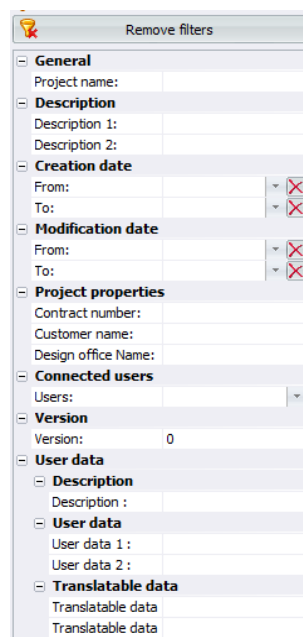 Remove filters
General
Project name:
Description
Description 1:
Description 2:
Creation date
From:
To:
Modification date
From:
To:
Project properties
Contract number:
Customer name:
Design office Name:
Connected users
Users:
Version
Version: 0
User data
Description
Description :
User data
User data 1 :
User data 2 :
Translatable data
Translatable data
Translatable data